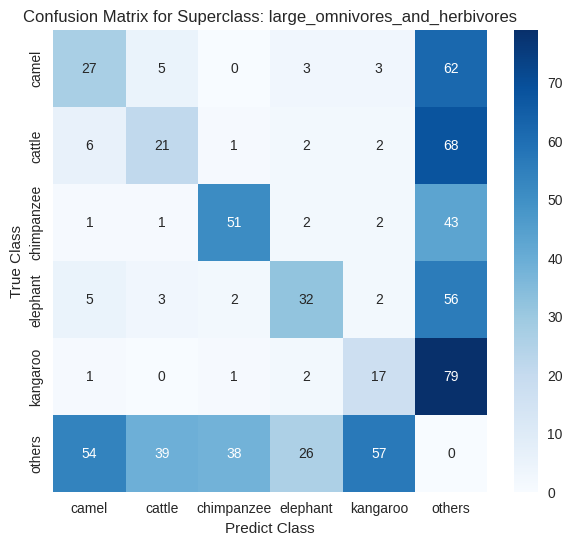 Confusion Matrix for Superclass: large_omnivores_and_herbivores
True Class
camel 27 5 0 3 3 62
cattle 6 21 1 2 2 68
chimpanzee 1 1 51 2 2 43
elephant 5 3 2 32 2 56
kangaroo 1 0 1 2 17 79
others 54 39 38 26 57 0
camel cattle chimpanzee elephant kangaroo others
Predict Class
70
60
50
40
30
20
10
0